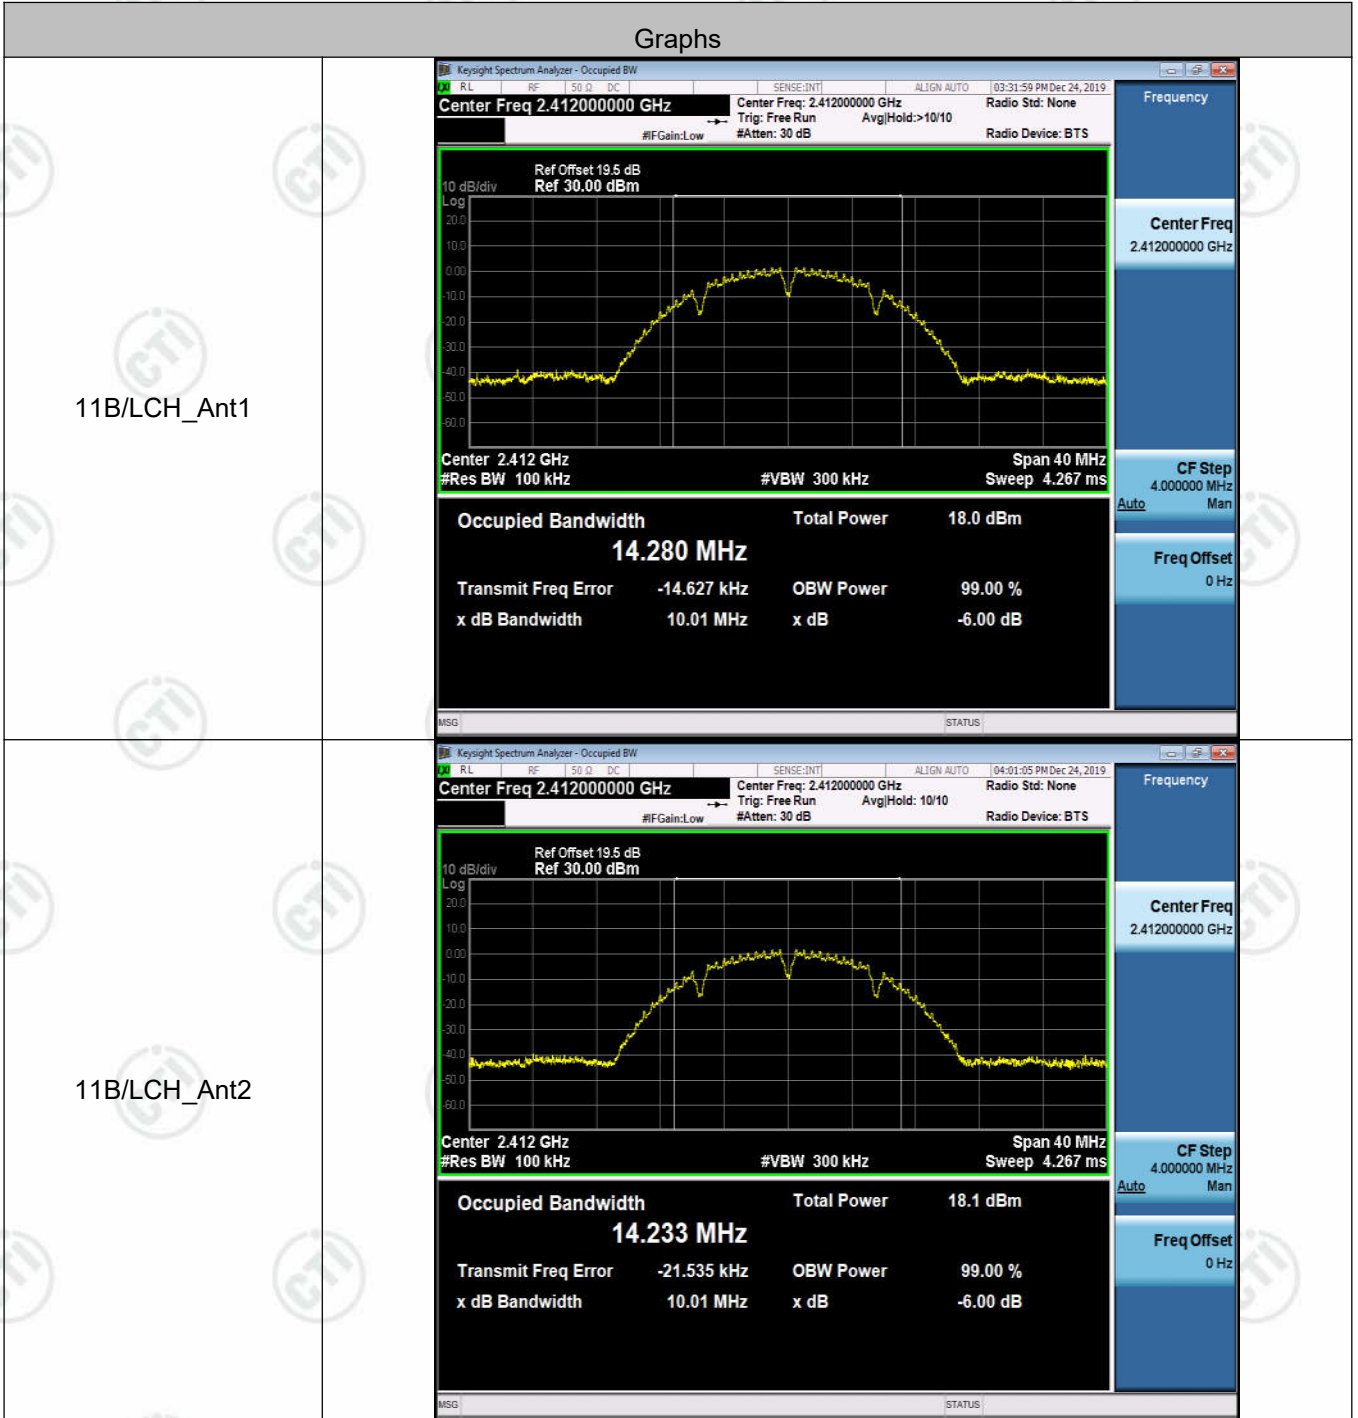 Graphs
11B/LCH_Ant1
Keysight Spectrum Analyzer - Occupied BW
RL RF 50 Ω DC SENSE:INT ALIGN AUTO 03:31:59 PM Dec 24, 2019
Center Freq 2.412000000 GHz
Center Freq: 2.412000000 GHz
Radio Std: None
Trig: Free Run Avg|Hold:>10/10
#IFGain:Low #Atten: 30 dB Radio Device: BTS
Ref Offset 19.5 dB
10 dB/div Ref 30.00 dBm
Log
20.0
10.0
0.00
-10.0
-20.0
-30.0
-40.0
-50.0
-60.0
Center 2.412 GHz Span 40 MHz
#Res BW 100 kHz #VBW 300 kHz Sweep 4.267 ms
Occupied Bandwidth Total Power 18.0 dBm
14.280 MHz
Transmit Freq Error -14.627 kHz OBW Power 99.00 %
x dB Bandwidth 10.01 MHz x dB -6.00 dB
MSG STATUS
Frequency
Center Freq
2.412000000 GHz
CF Step
4.000000 MHz
Auto Man
Freq Offset
0 Hz
11B/LCH_Ant2
Keysight Spectrum Analyzer - Occupied BW
RL RF 50 Ω DC SENSE:INT ALIGN AUTO 04:01:05 PM Dec 24, 2019
Center Freq 2.412000000 GHz
Center Freq: 2.412000000 GHz
Radio Std: None
Trig: Free Run Avg|Hold: 10/10
#IFGain:Low #Atten: 30 dB Radio Device: BTS
Ref Offset 19.5 dB
10 dB/div Ref 30.00 dBm
Log
20.0
10.0
0.00
-10.0
-20.0
-30.0
-40.0
-50.0
-60.0
Center 2.412 GHz Span 40 MHz
#Res BW 100 kHz #VBW 300 kHz Sweep 4.267 ms
Occupied Bandwidth Total Power 18.1 dBm
14.233 MHz
Transmit Freq Error -21.535 kHz OBW Power 99.00 %
x dB Bandwidth 10.01 MHz x dB -6.00 dB
MSG STATUS
Frequency
Center Freq
2.412000000 GHz
CF Step
4.000000 MHz
Auto Man
Freq Offset
0 Hz